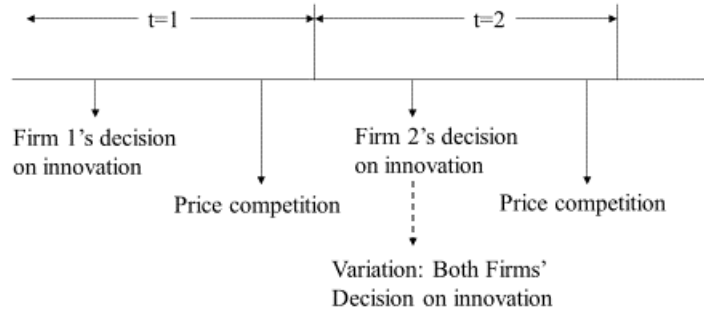 t=1
t=2
Firm 1's decision
on innovation
Price competition
Firm 2's decision
on innovation
Price competition
Variation: Both Firms'
Decision on innovation